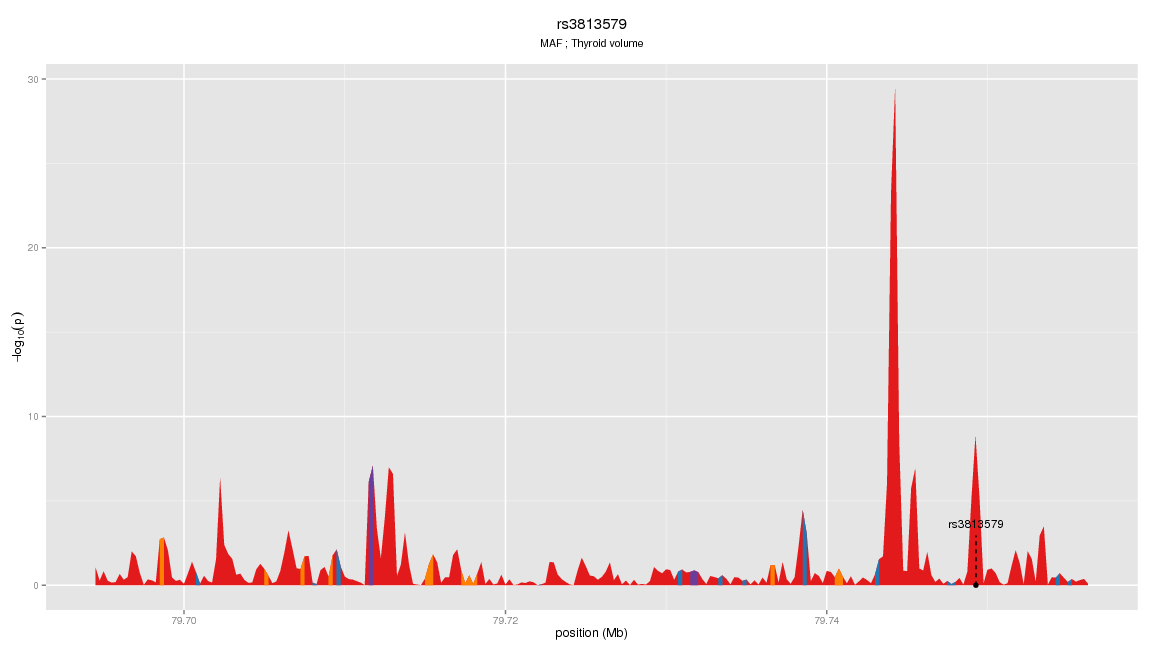 rs3813579
MAF ; Thyroid volume
30
20
10
0
−log10(p)
rs3813579
79.70
79.72
79.74
position (Mb)